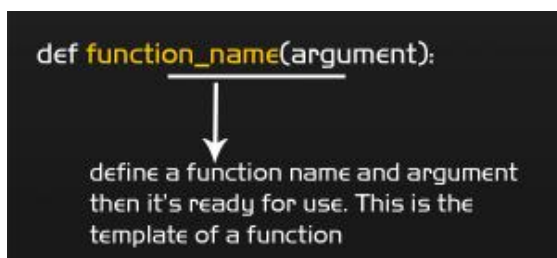 def function_name(argument):
define a function name and argument
then it's ready for use. This is the
template of a function